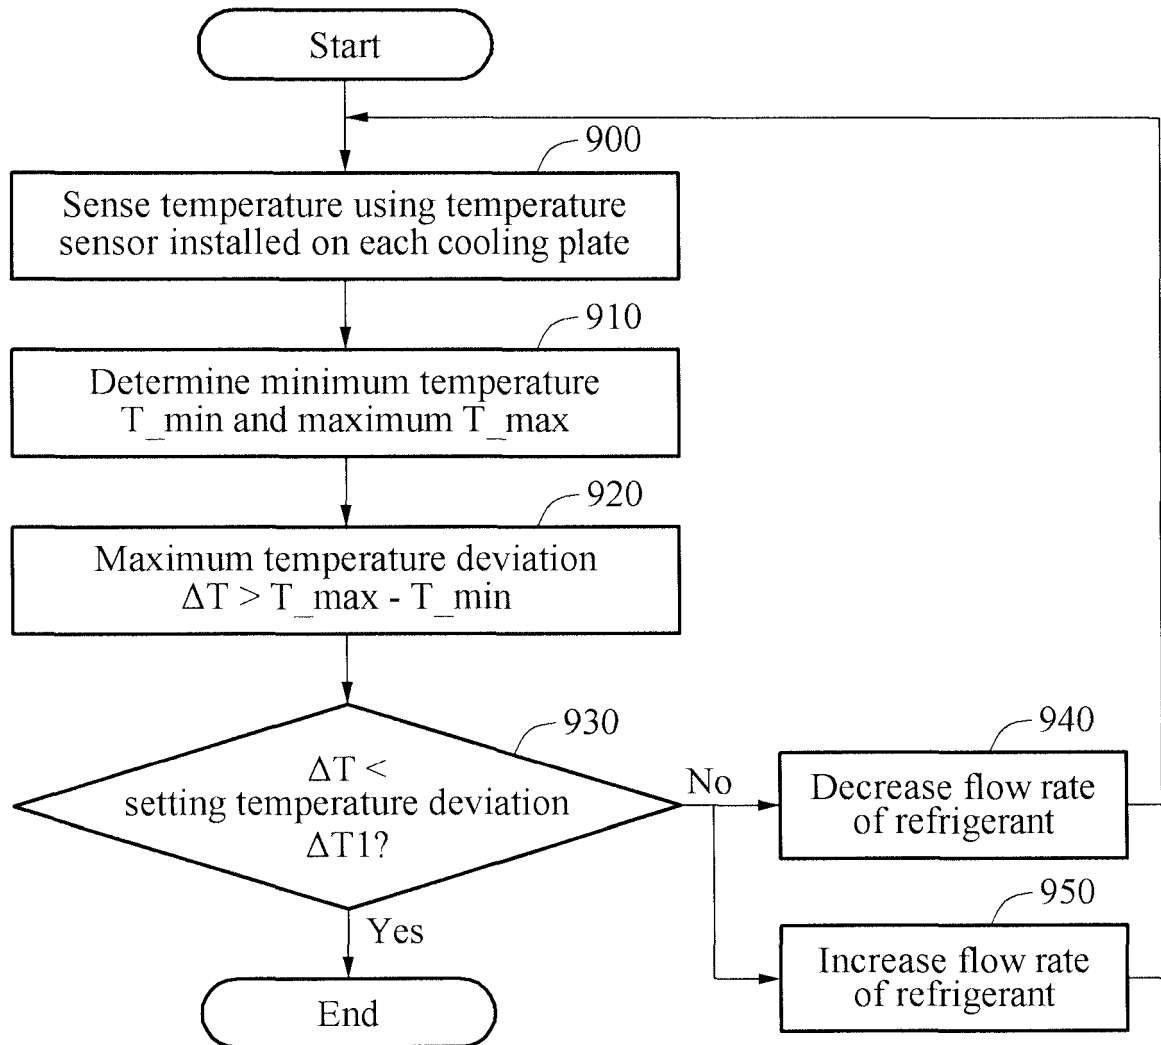 Start
900
Sense temperature using temperature
sensor installed on each cooling plate
910
Determine minimum temperature
T_min and maximum T_max
920
Maximum temperature deviation
ΔT > T_max - T_min
930
ΔT <
setting temperature deviation
ΔT1?
No
940
Decrease flow rate
of refrigerant
950
Increase flow rate
of refrigerant
Yes
End